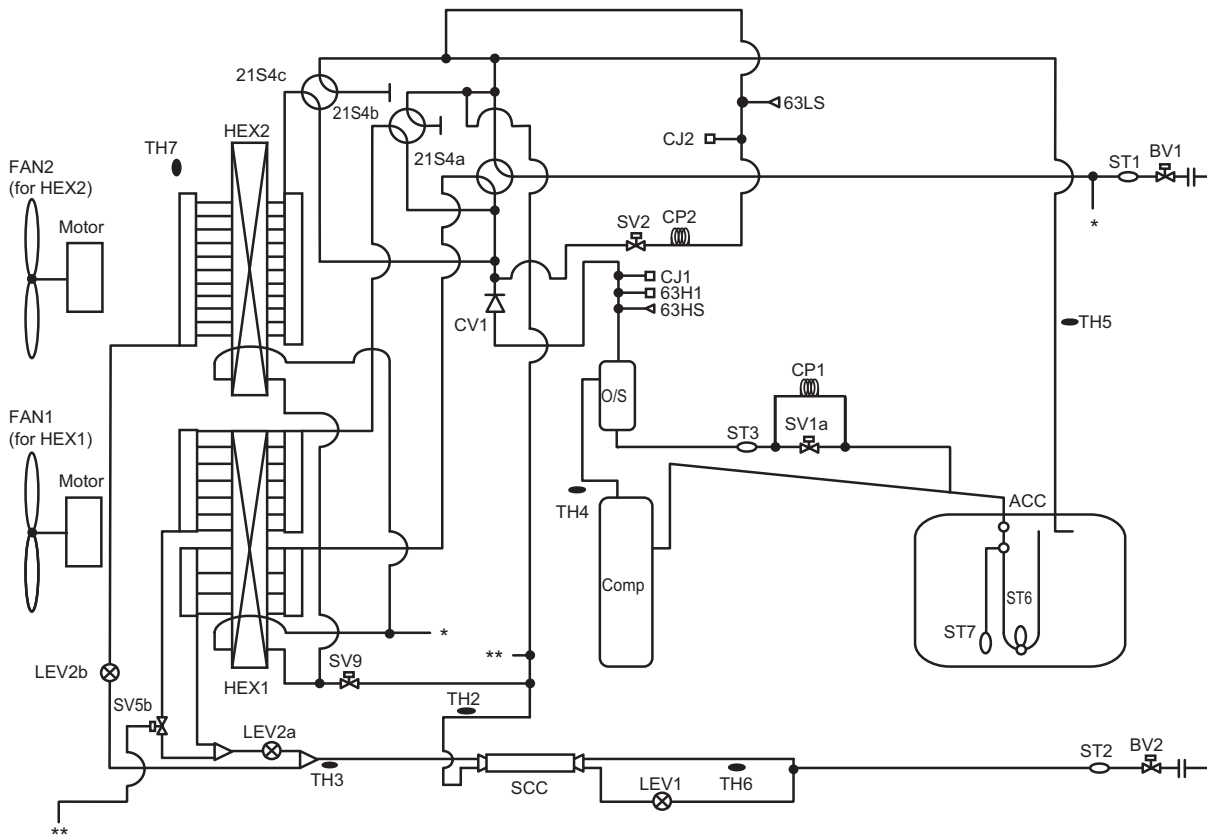 21S4c
21S4b
63LS
HEX2
TH7
CJ2
21S4a
ST1
BV1
FAN2
(for HEX2)
*
Motor
SV2
CP2
CJ1
63H1
63HS
CV1
TH5
CP1
O/S
FAN1
(for HEX1)
ST3
SV1a
Motor
TH4
ACC
Comp
ST6
ST7
*
**
LEV2b
SV9
HEX1
SV5b
TH2
LEV2a
ST2
BV2
TH3
SCC
LEV1
TH6
**